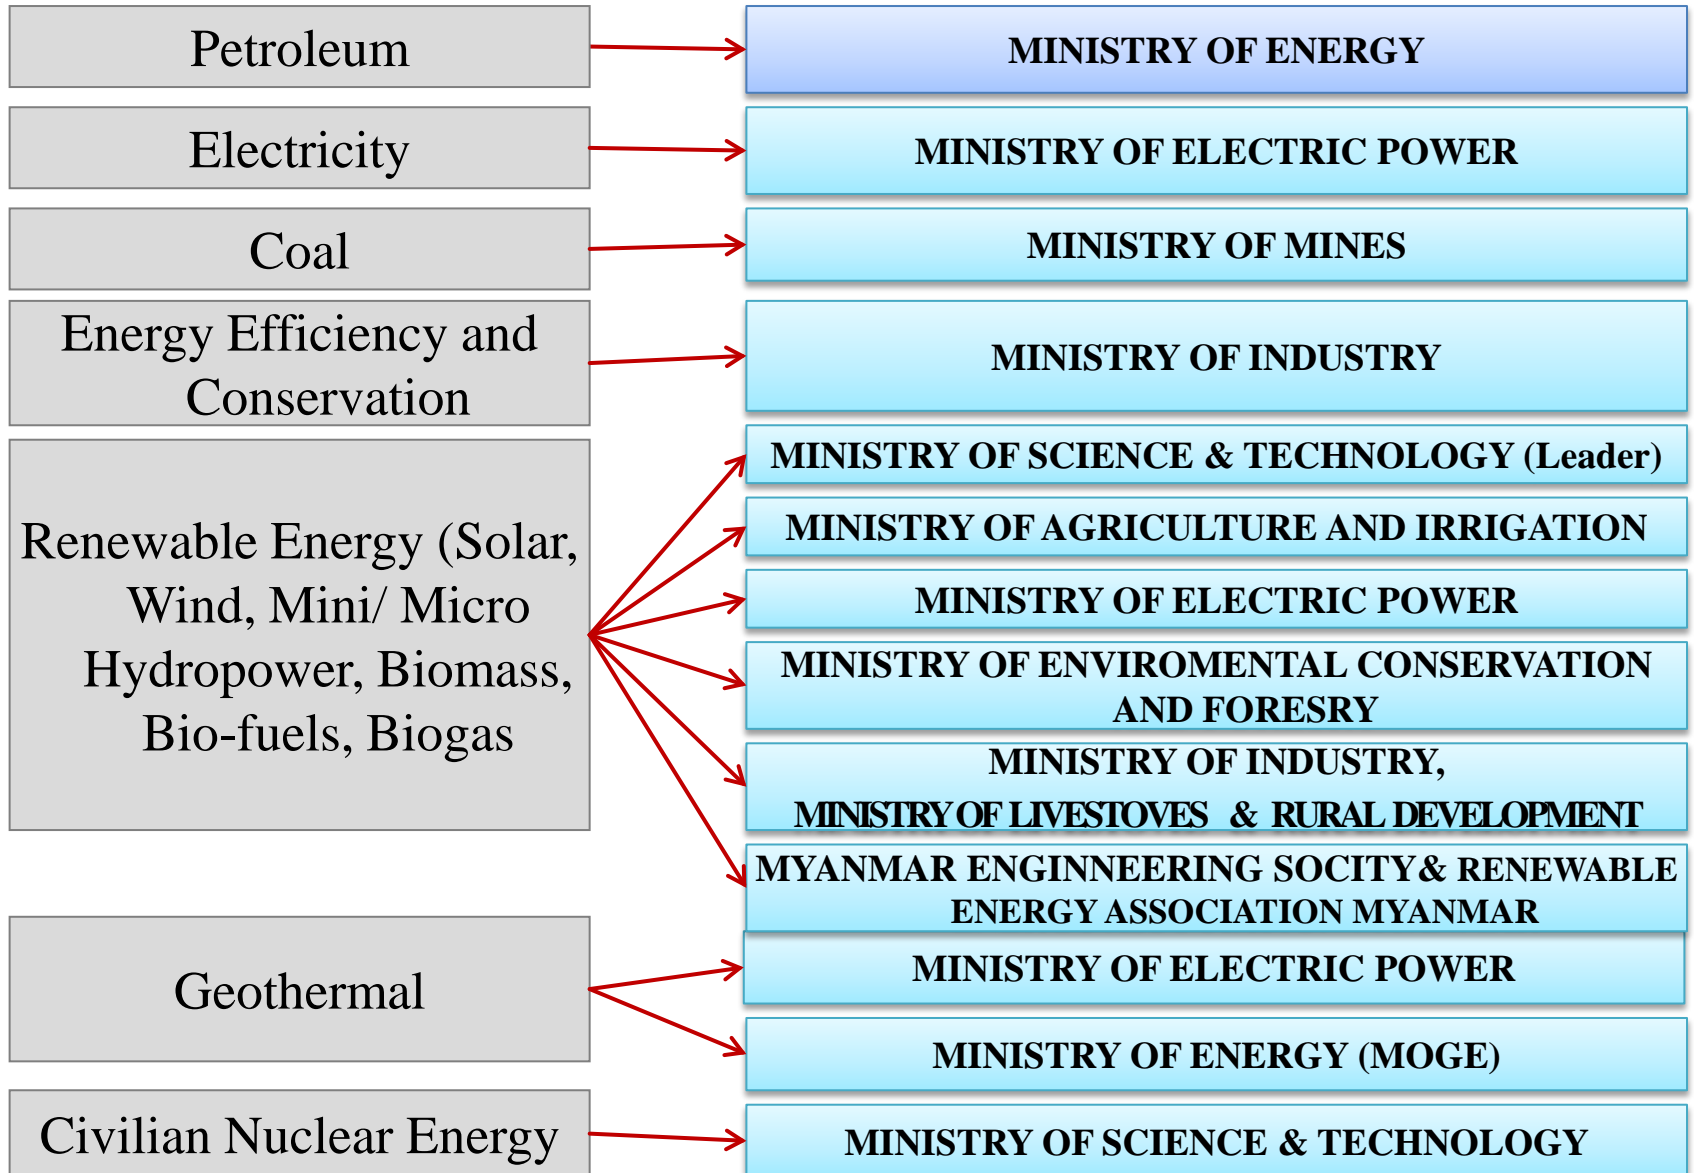 Petroleum
MINISTRY OF ENERGY
Electricity
MINISTRY OF ELECTRIC POWER
Coal
MINISTRY OF MINES
Energy Efficiency and
Conservation
MINISTRY OF INDUSTRY
Renewable Energy (Solar,
Wind, Mini/ Micro
Hydropower, Biomass,
Bio-fuels, Biogas
MINISTRY OF SCIENCE & TECHNOLOGY (Leader)
MINISTRY OF AGRICULTURE AND IRRIGATION
MINISTRY OF ELECTRIC POWER
MINISTRY OF ENVIROMENTAL CONSERVATION
AND FORESRY
MINISTRY OF INDUSTRY,
MINISTRY OF LIVESTOVES & RURAL DEVELOPMENT
MYANMAR ENGINNEERING SOCITY& RENEWABLE
ENERGY ASSOCIATION MYANMAR
Geothermal
MINISTRY OF ELECTRIC POWER
MINISTRY OF ENERGY (MOGE)
Civilian Nuclear Energy
MINISTRY OF SCIENCE & TECHNOLOGY